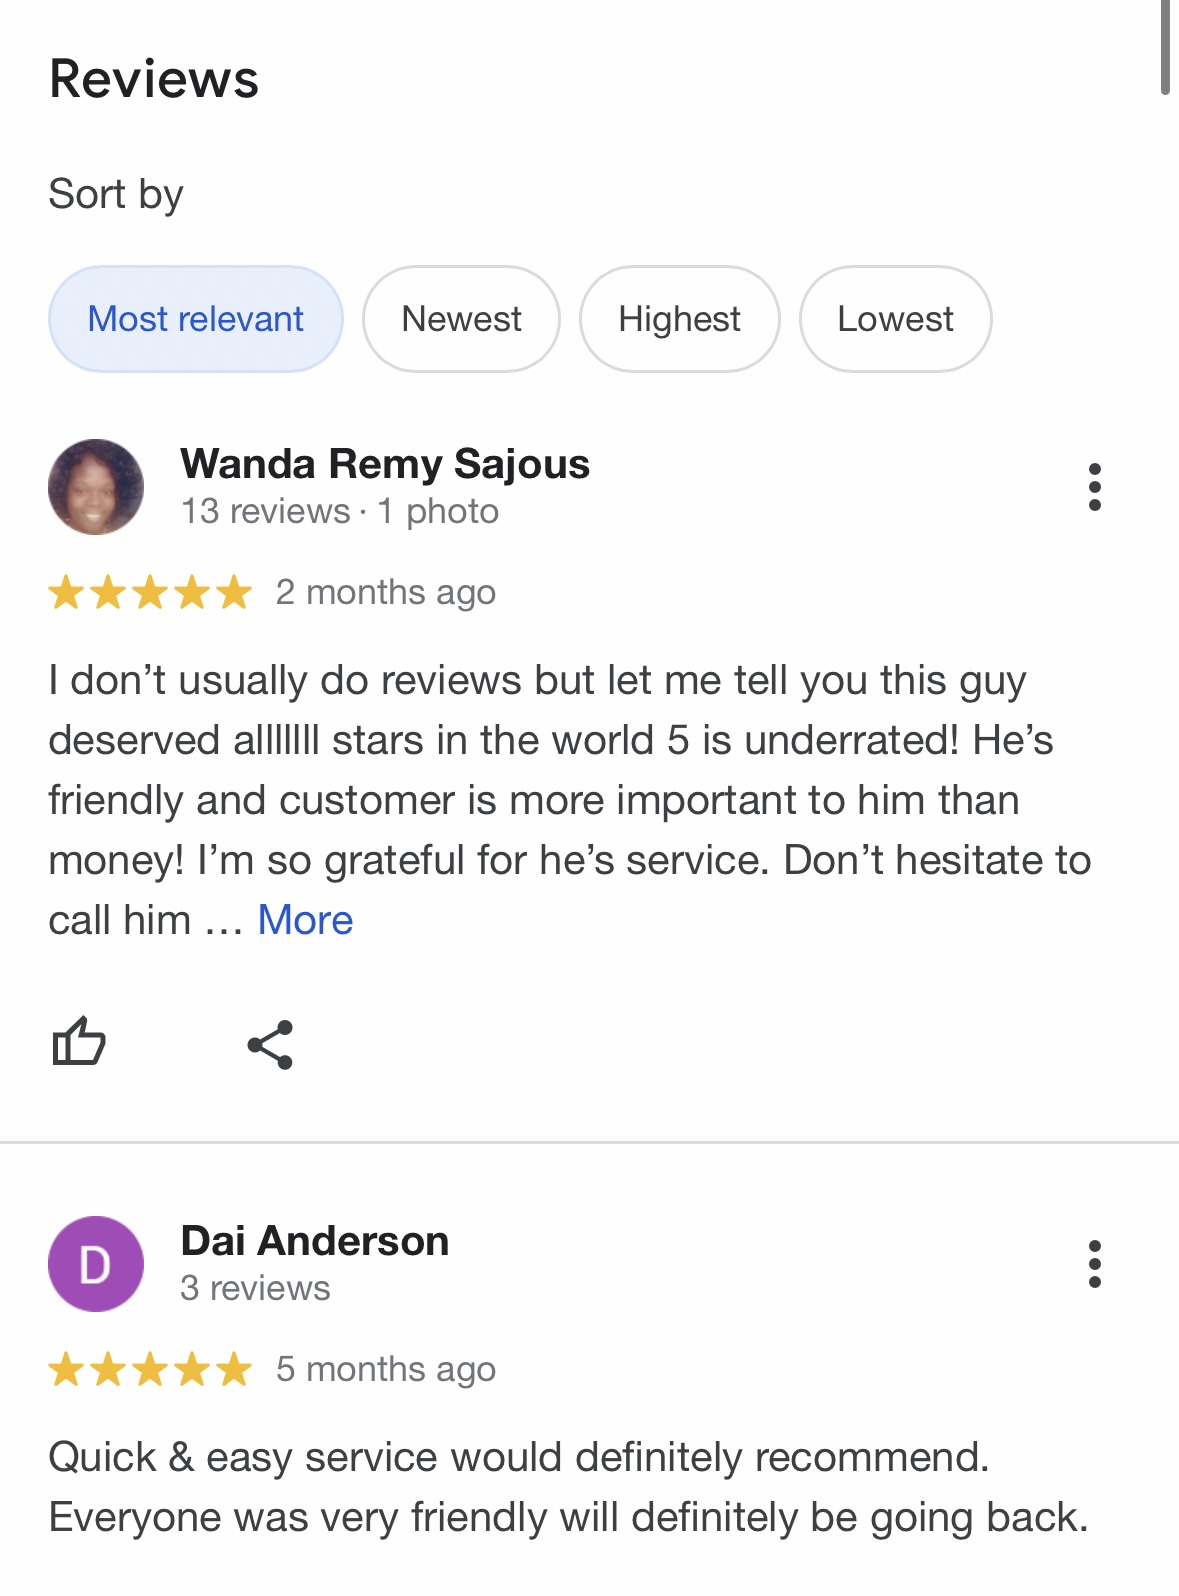 Reviews
Sort by
Most relevant
Newest
Highest
Lowest
Wanda Remy Sajous
13 reviews · 1 photo
2 months ago
I don’t usually do reviews but let me tell you this guy
deserved alllllll stars in the world 5 is underrated! He’s
friendly and customer is more important to him than
money! I’m so grateful for he’s service. Don’t hesitate to
call him … More
D
Dai Anderson
3 reviews
5 months ago
Quick & easy service would definitely recommend.
Everyone was very friendly will definitely be going back.